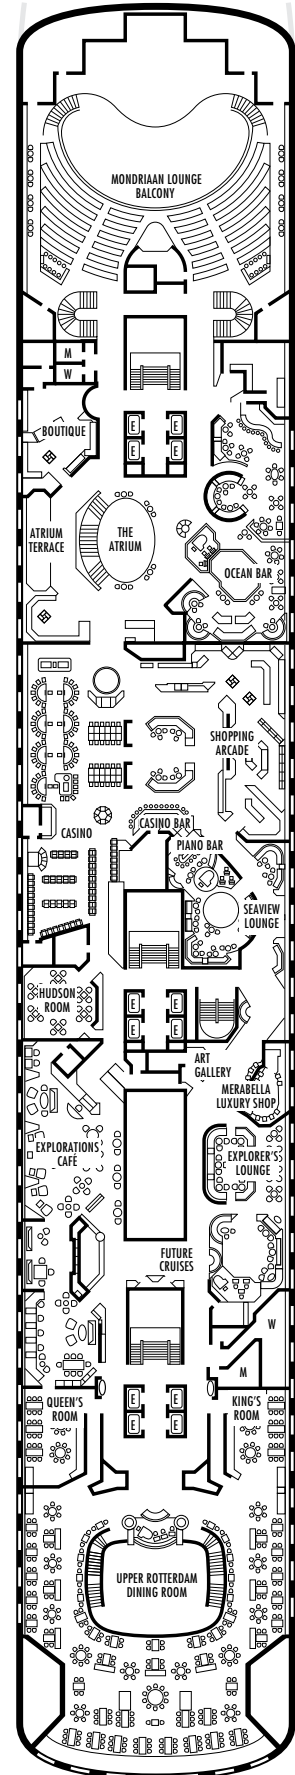 MONDRIAAN LOUNGE
BALCONY
M
W
BOUTIQUE
E
E
E
E
ATRIUM
TERRACE
THE
ATRIUM
OCEAN BAR
SHOPPING
ARCADE
CASINO BAR
CASINO
PIANO BAR
SEAVIEW
LOUNGE
HUDSON
ROOM
E
E
E
E
ART
GALLERY
MERABELLA
LUXURY SHOP
EXPLORATIONS
CAFÉ
EXPLORER'S
LOUNGE
FUTURE
CRUISES
W
M
QUEEN'S
ROOM
E
E
E
E
KING'S
ROOM
UPPER ROTTERDAM
DINING ROOM